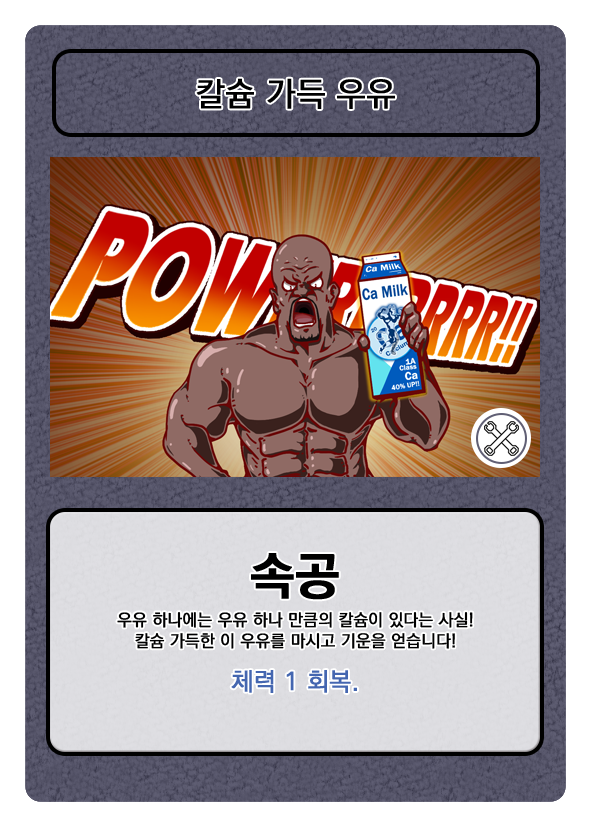 칼슘 가득 우유
POWERRRRRR!!
Ca Milk
Ca Milk
Calcium
1A
Class
Ca
40% UP!!
속공
우유 하나에는 우유 하나 만큼의 칼슘이 있다는 사실!
칼슘 가득한 이 우유를 마시고 기운을 얻습니다!
체력 1 회복.